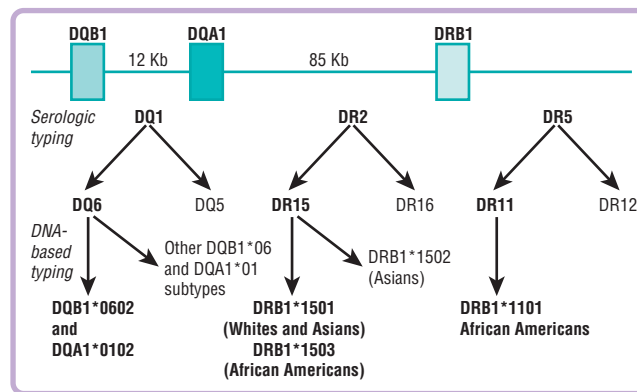 DQB1 DQA1 DRB1
12 Kb 85 Kb
Serologic
typing
DQ1 DR2 DR5
DQ6 DQ5 DR15 DR16 DR11 DR12
DNA-
based
typing
Other DQB1*06
and DQA1*01
subtypes
DRB1*1502
(Asians)
DQB1*0602
and
DQA1*0102
DRB1*1501
(Whites and Asians)
DRB1*1503
(African Americans)
DRB1*1101
African Americans